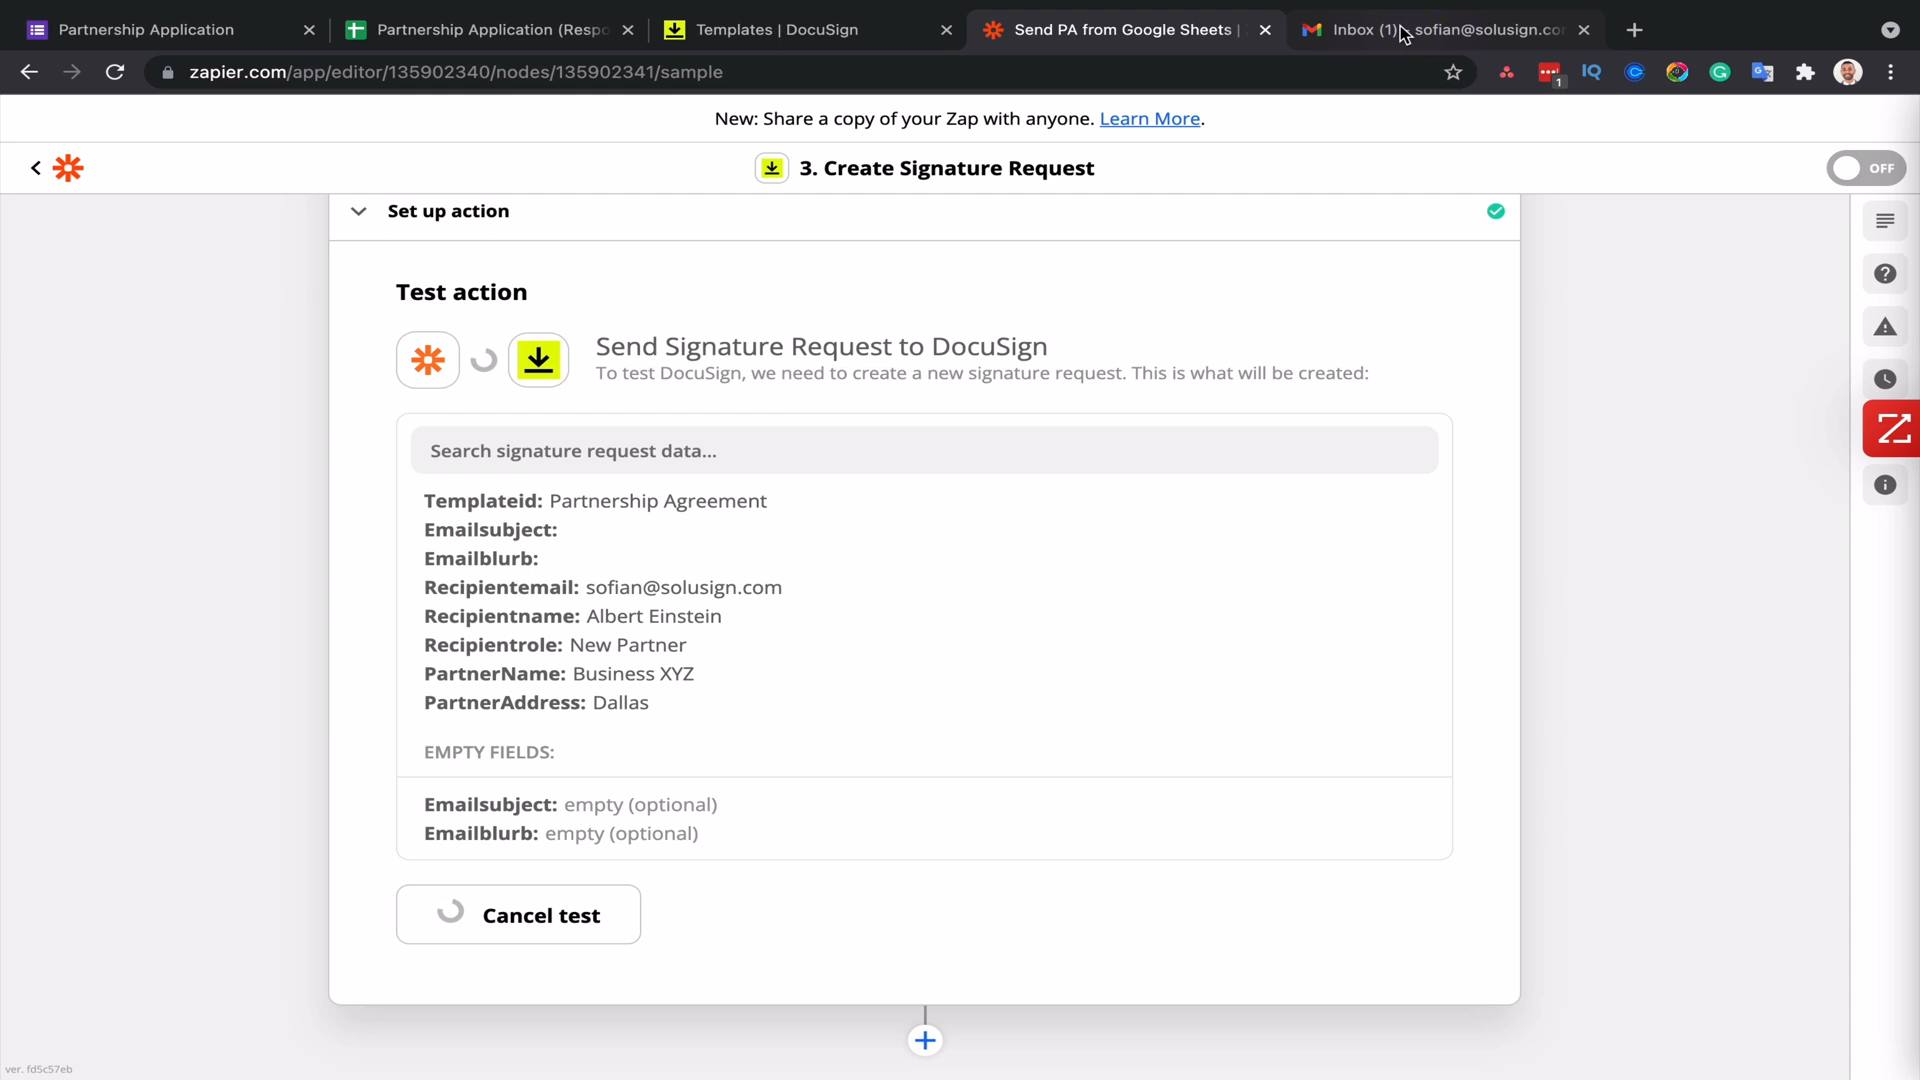 Partnership Application
Partnership Application (Respo
Templates | DocuSign
Send PA from Google Sheets |
Inbox (1)
sofian@solusign.co
zapier.com/app/editor/135902340/nodes/135902341/sample
1
IQ
New: Share a copy of your Zap with anyone. Learn More.
3. Create Signature Request
OFF
Set up action
Test action
Send Signature Request to DocuSign
To test DocuSign, we need to create a new signature request. This is what will be created:
Search signature request data...
Templateid: Partnership Agreement
Emailsubject:
Emailblurb:
Recipientemail: sofian@solusign.com
Recipientname: Albert Einstein
Recipientrole: New Partner
PartnerName: Business XYZ
PartnerAddress: Dallas
EMPTY FIELDS:
Emailsubject: empty (optional)
Emailblurb: empty (optional)
Cancel test
ver. fd5c57eb